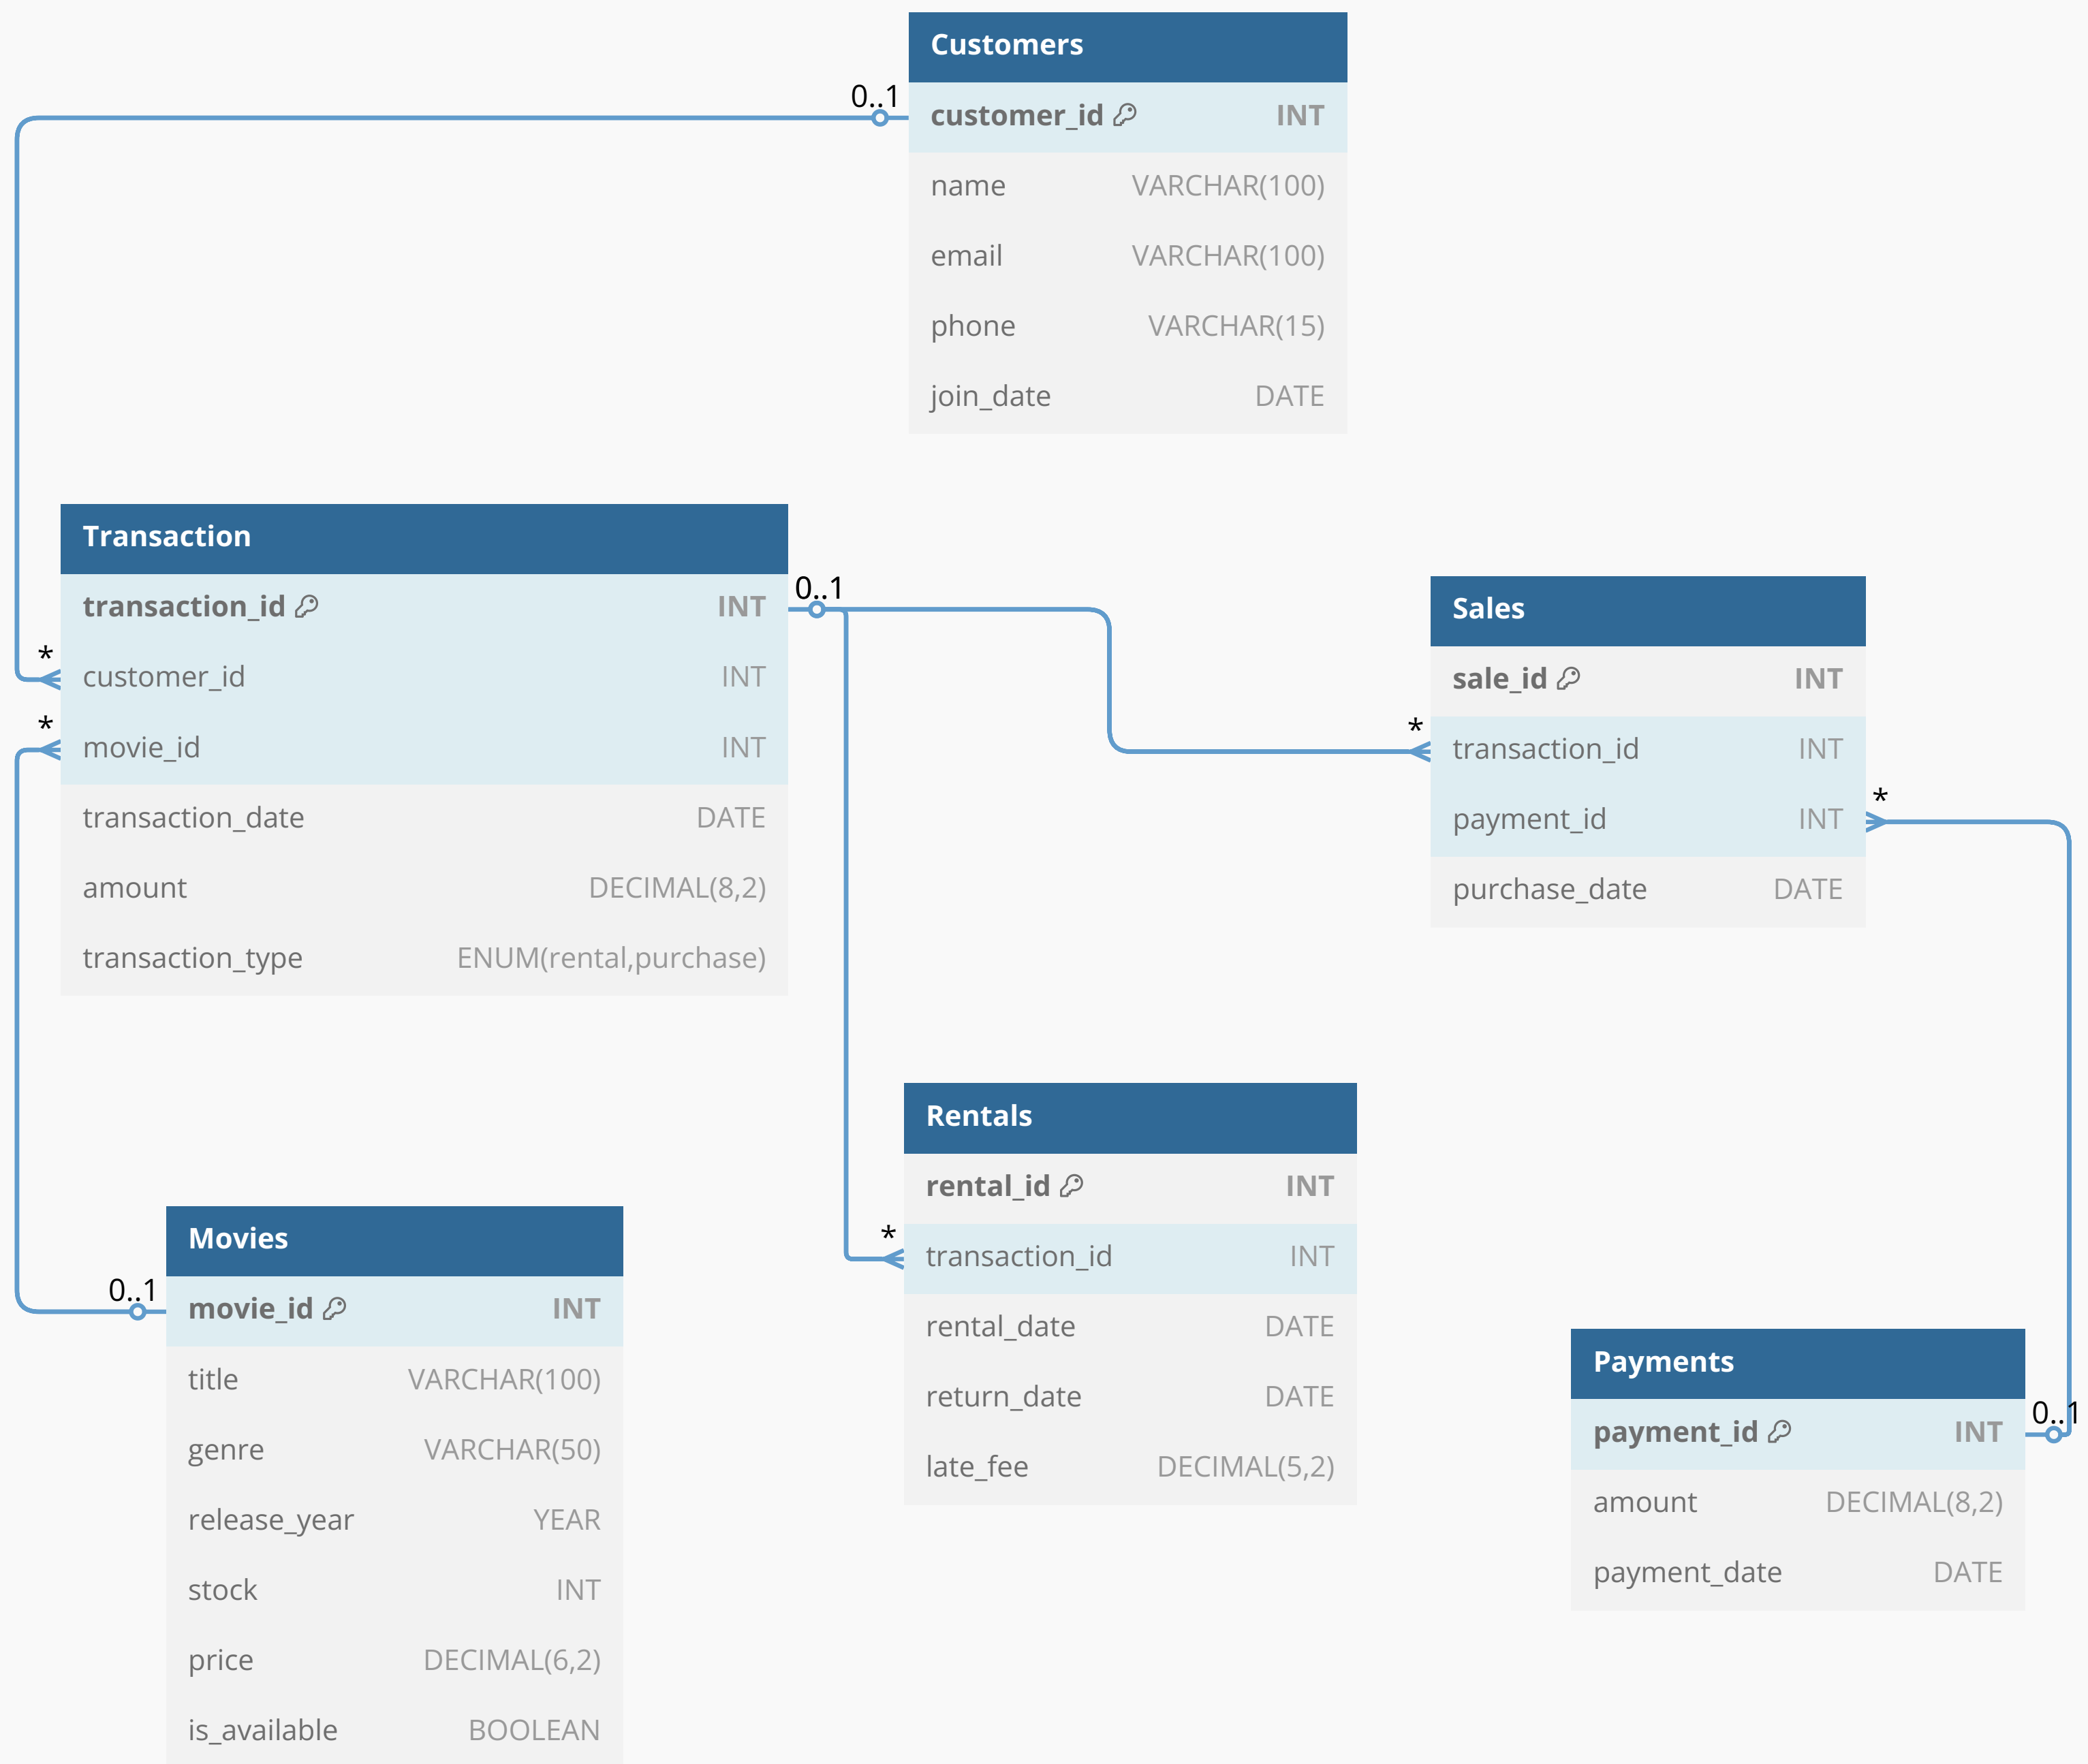 Customers
0..1
customer_id INT
name VARCHAR(100)
email VARCHAR(100)
phone VARCHAR(15)
join_date DATE
Transaction
transaction_id INT
0..1
*
customer_id INT
*
movie_id INT
transaction_date DATE
amount DECIMAL(8,2)
transaction_type ENUM(rental,purchase)
Sales
sale_id INT
*
transaction_id INT
*
payment_id INT
purchase_date DATE
Rentals
rental_id INT
*
transaction_id INT
rental_date DATE
return_date DATE
late_fee DECIMAL(5,2)
Movies
0..1
movie_id INT
title VARCHAR(100)
genre VARCHAR(50)
release_year YEAR
stock INT
price DECIMAL(6,2)
is_available BOOLEAN
Payments
0..1
payment_id INT
amount DECIMAL(8,2)
payment_date DATE